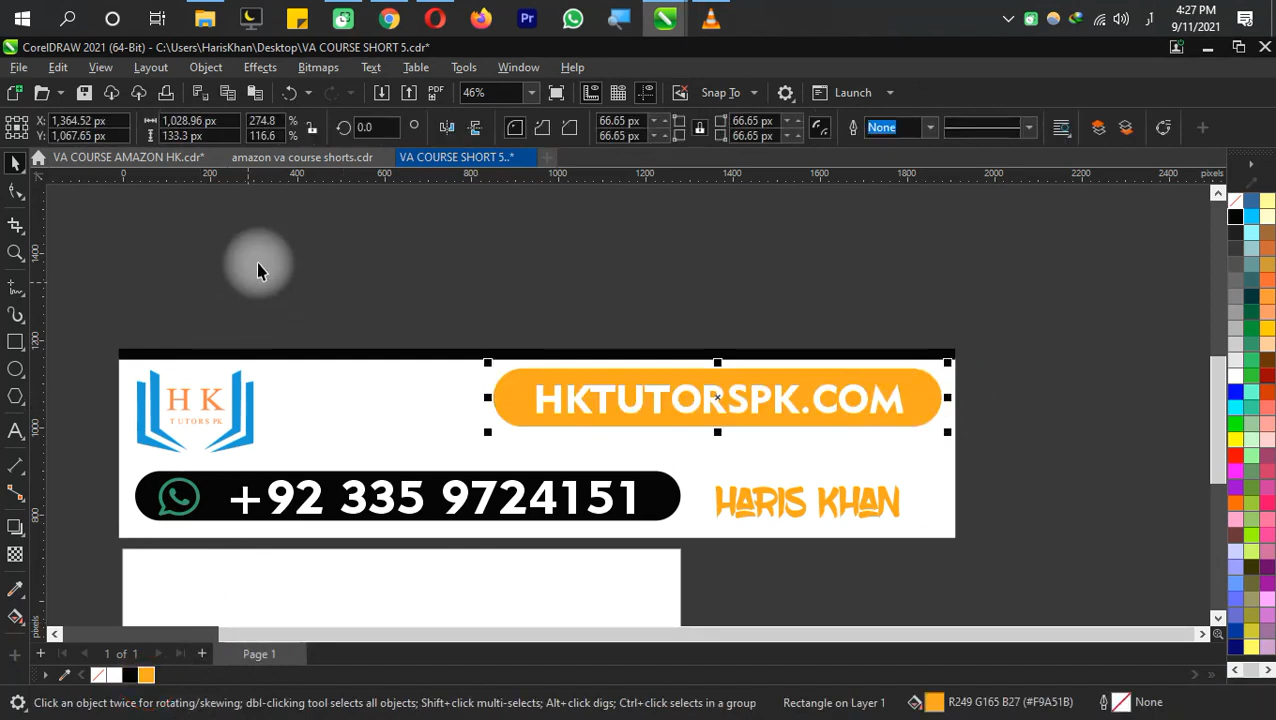 4:27 PM
9/11/2021
CorelDRAW 2021 (64-Bit) - C:\Users\HarisKhan\Desktop\VA COURSE SHORT 5.cdr*
File Edit View Layout Object Effects Bitmaps Text Table Tools Window Help
PDF 46% Snap To Launch
X: 1,364.52 px 1,028.96 px 274.8 % 66.65 px 66.65 px
Y: 1,067.65 px 133.3 px 116.6 % 0.0 66.65 px 66.65 px None
VA COURSE AMAZON HK.cdr* amazon va course shorts.cdr VA COURSE SHORT 5..*
0 200 400 600 800 1000 1200 1400 1600 1800 2000 2200 2400 pixels
1400
1200
1000
800
pixels
H K
TUTORS PK
HKTUTORSPK.COM
+92 335 9724151
HARIS KHAN
1 of 1 Page 1
Click an object twice for rotating/skewing; dbl-clicking tool selects all objects; Shift+click multi-selects; Alt+click digs; Ctrl+click selects in a group Rectangle on Layer 1 R249 G165 B27 (#F9A51B) None